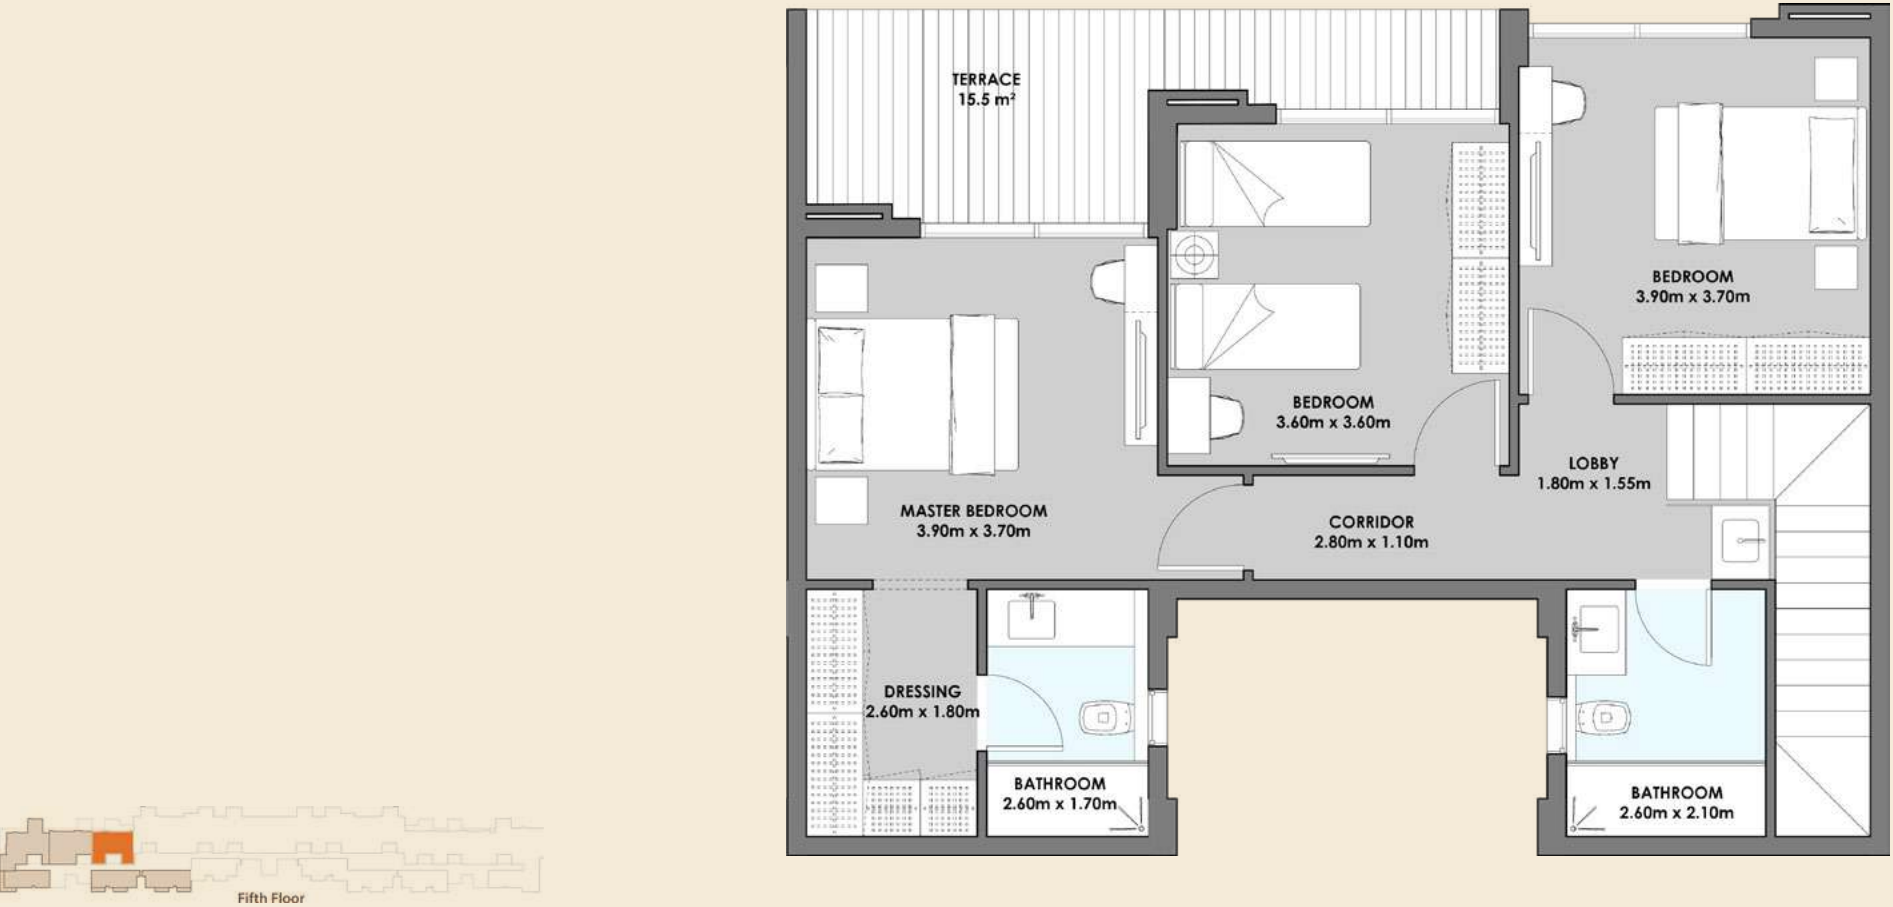 TERRACE
15.5 m²
BEDROOM
3.90m x 3.70m
BEDROOM
3.60m x 3.60m
LOBBY
1.80m x 1.55m
MASTER BEDROOM
3.90m x 3.70m
CORRIDOR
2.80m x 1.10m
DRESSING
2.60m x 1.80m
BATHROOM
2.60m x 1.70m
BATHROOM
2.60m x 2.10m
Fifth Floor